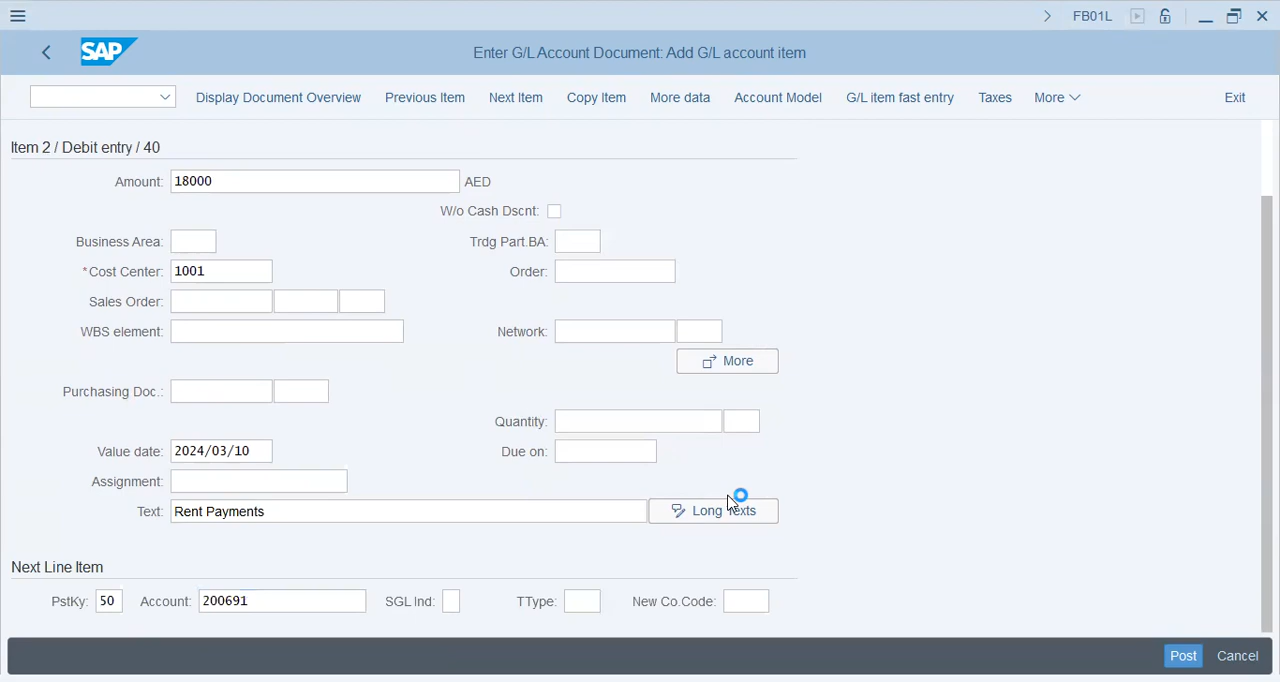 FB01L
SAP Enter G/L Account Document: Add G/L account item
Display Document Overview Previous Item Next Item Copy Item More data Account Model G/L item fast entry Taxes More Exit
Item 2 / Debit entry / 40
Amount: 18000 AED
W/o Cash Dscnt:
Business Area: Trdg Part.BA:
*Cost Center: 1001 Order:
Sales Order:
WBS element: Network:
More
Purchasing Doc.:
Quantity:
Value date: 2024/03/10 Due on:
Assignment:
Text: Rent Payments Long Texts
Next Line Item
PstKy: 50 Account: 200691 SGL Ind: TType: New Co.Code:
Post Cancel